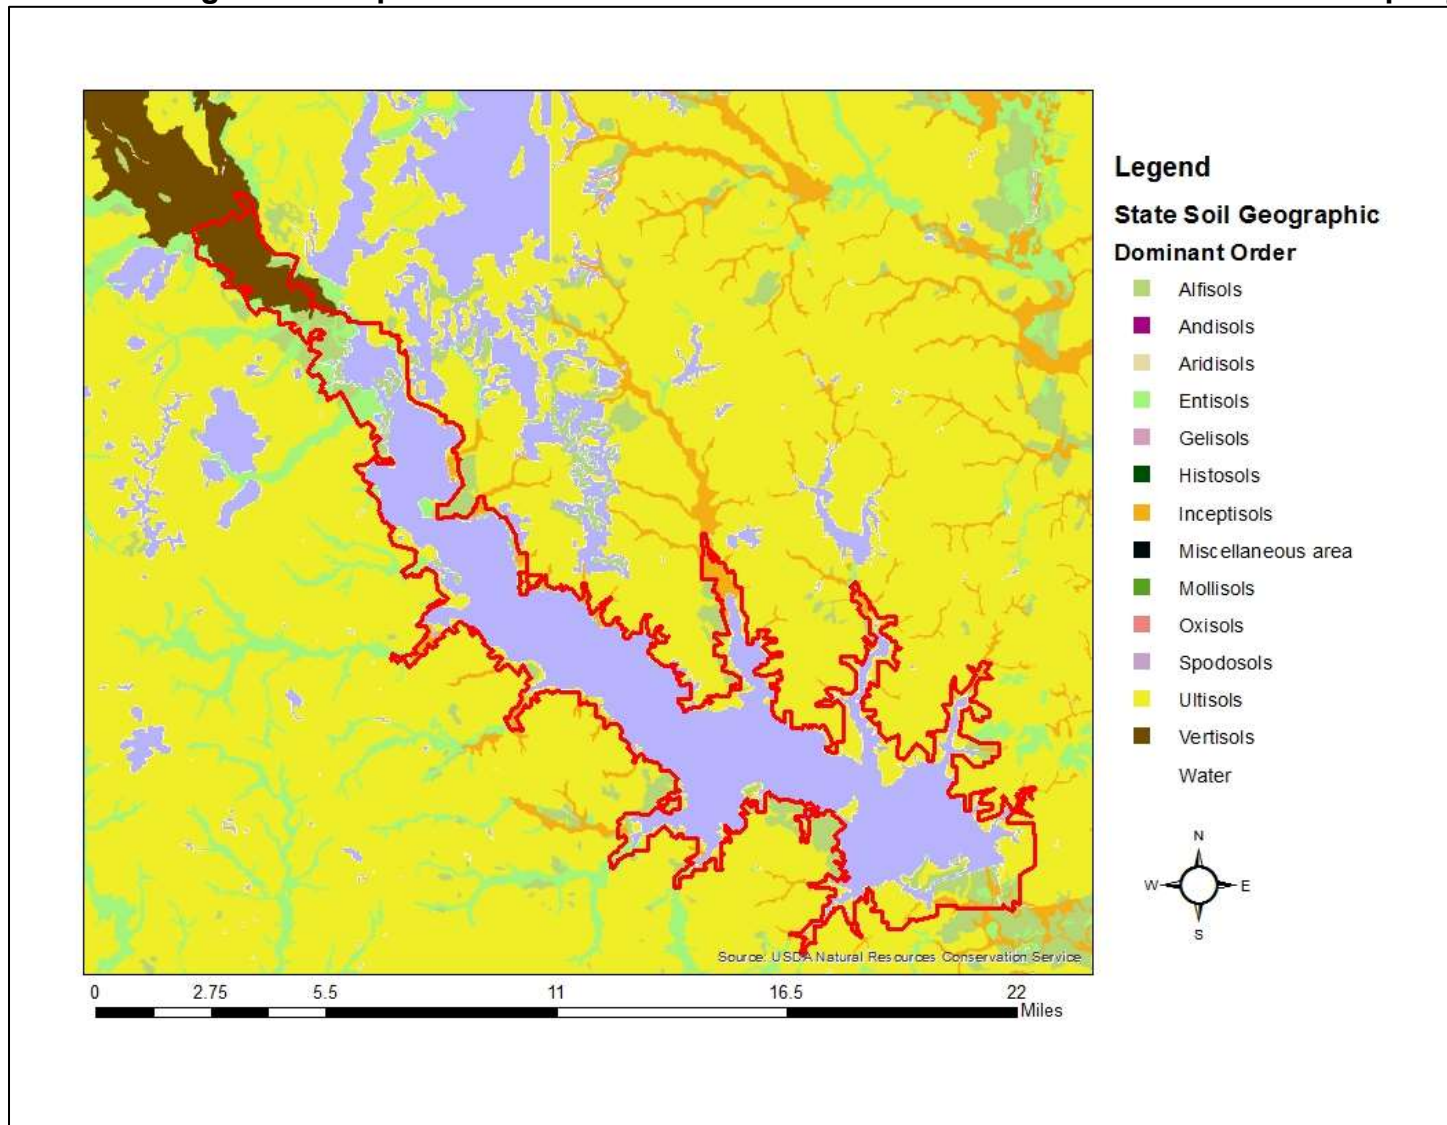 Legend
State Soil Geographic
Dominant Order
Alfisols
Andisols
Aridisols
Entisols
Gelisols
Histosols
Inceptisols
Miscellaneous area
Mollisols
Oxisols
Spodosols
Ultisols
Vertisols
Water
N
W E
S
Source: USDA Natural Resources Conservation Service
0 2.75 5.5 11 16.5 22
Miles